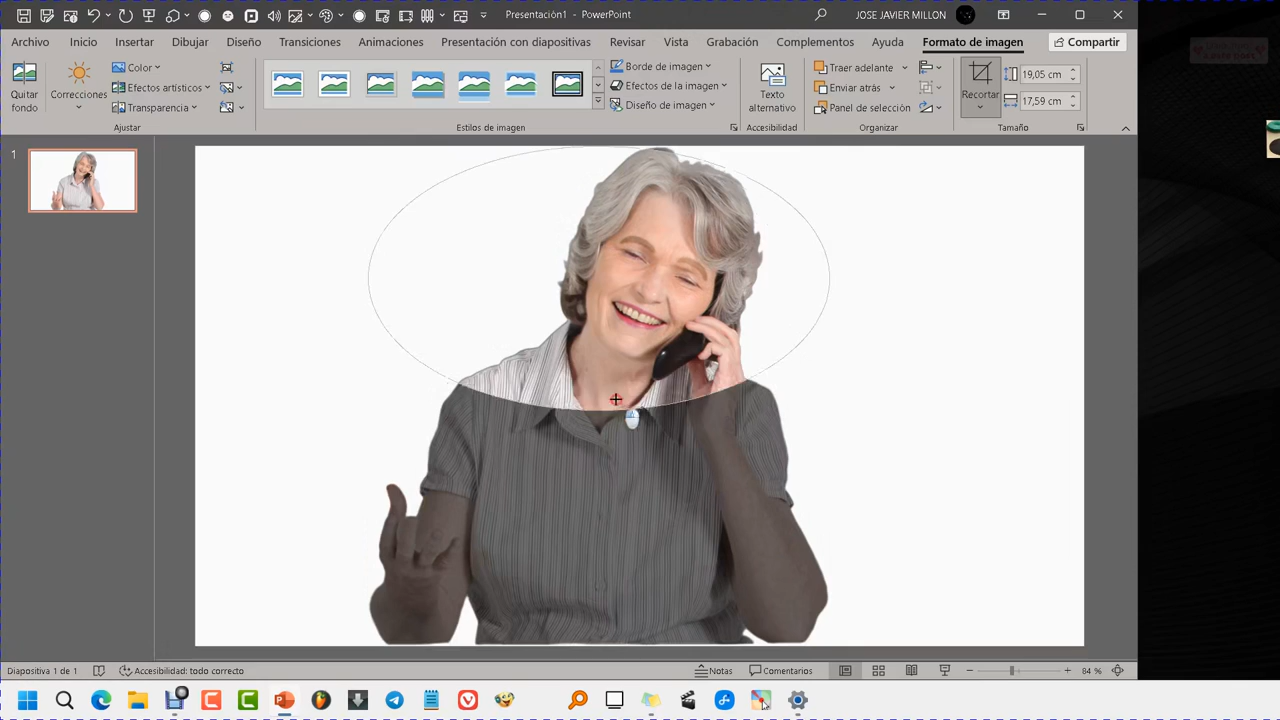 Presentación1 - PowerPoint
JOSE JAVIER MILLON
Archivo
Inicio
Insertar
Dibujar
Diseño
Transiciones
Animaciones
Presentación con diapositivas
Revisar
Vista
Grabación
Complementos
Ayuda
Formato de imagen
Compartir
Quitar fondo
Correcciones
Color
Efectos artísticos
Transparencia
Ajustar
Borde de imagen
Efectos de la imagen
Diseño de imagen
Estilos de imagen
Texto alternativo
Accesibilidad
Traer adelante
Enviar atrás
Panel de selección
Organizar
Recortar
19,05 cm
17,59 cm
Tamaño
1
Diapositiva 1 de 1
Accesibilidad: todo correcto
Notas
Comentarios
84 %